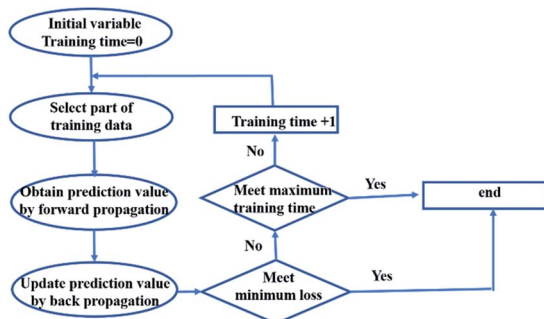 Initial variable
Training time=0
Select part of
training data
Obtain prediction value
by forward propagation
Update prediction value
by back propagation
Meet
minimum loss
Yes
No
Meet maximum
training time
Yes
No
Training time +1
end